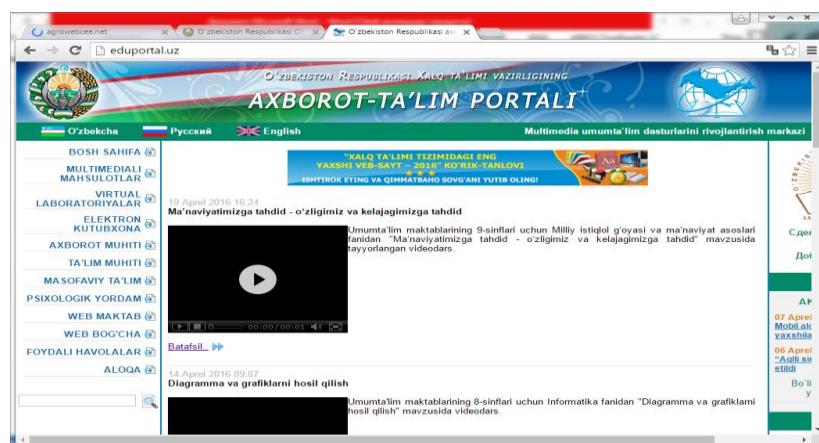 agrowebcee.net
O'zbekiston Respublikasi O
O'zbekiston Respublikasi ax
eduportal.uz
O'ZBEKISTON RESPUBLIKASI XALQ TA'LIMI VAZIRLIGINING
AXBOROT-TA'LIM PORTALI
O'zbekcha
Русский
English
Multimedia umumta'lim dasturlarini rivojlantirish markazi
BOSH SAHIFA
MULTIMEDIALI
MAHSULOTLAR
VIRTUAL
LABORATORIYALAR
ELEKTRON
KUTUBXONA
AXBOROT MUHITI
TA'LIM MUHITI
MASOFAVIY TA'LIM
PSIXOLOGIK YORDAM
WEB MAKTAB
WEB BOG'CHA
FOYDALI HAVOLALAR
ALOQA
"XALQ TA'LIMI TIZIMIDAGI ENG
YAXSHI VEB-SAYT – 2016" KO'RIK-TANLOVI
ISHTIROK ETING VA QIMMATBAHO SOVG'ANI YUTIB OLING!
19 Aprel 2016 16:24
Ma'naviyatimizga tahdid - o'zligimiz va kelajagimizga tahdid
Umumta'lim maktablarining 9-sinflari uchun Milliy istiqlol g'oyasi va ma'naviyat asoslari
fanidan "Ma'naviyatimizga tahdid - o'zligimiz va kelajagimizga tahdid" mavzusida
tayyorlangan videodars.
00:00/00:01
Batafsil..
14 Aprel 2016 09:07
Diagramma va grafiklarni hosil qilish
Umumta'lim maktablarining 8-sinflari uchun Informatika fanidan "Diagramma va grafiklarni
hosil qilish" mavzusida videodars.
Сдел
Доб
07 Aprel
Mobil alo
yaxshila
06 Aprel
"Aqlli sin
etildi
Bo'li
y